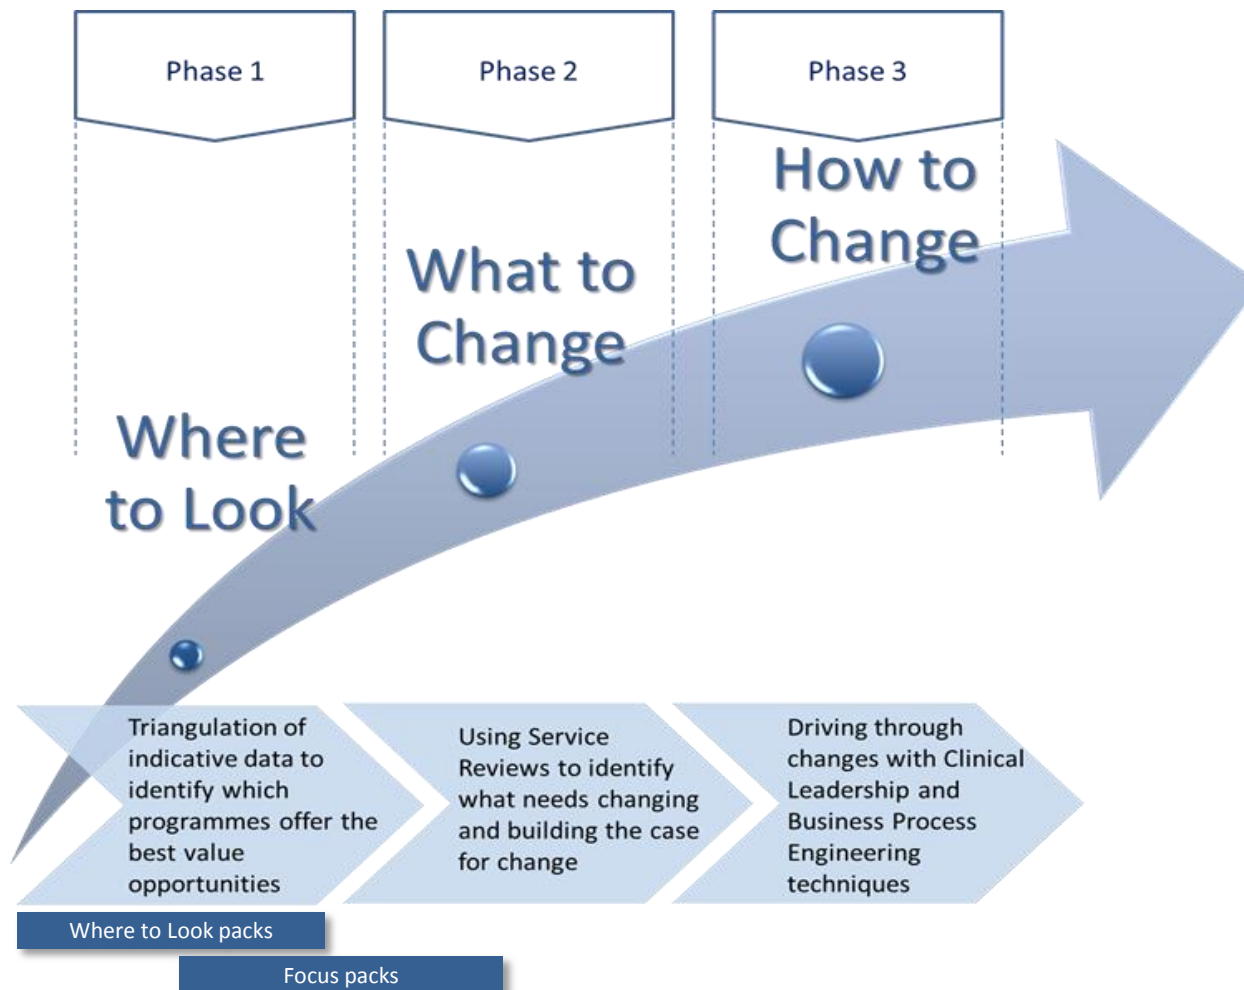 Phase 1
Phase 2
Phase 3
How to
Change
What to
Change
Where
to Look
Triangulation of
indicative data to
identify which
programmes offer the
best value
opportunities
Using Service
Reviews to identify
what needs changing
and building the case
for change
Driving through
changes with Clinical
Leadership and
Business Process
Engineering
techniques
Where to Look packs
Focus packs